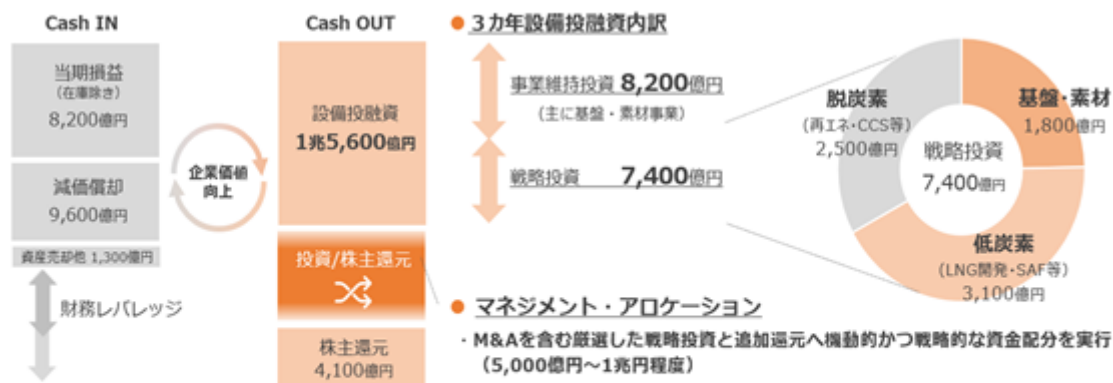 Cash IN
当期損益
(在庫除き)
8,200億円
減価償却
9,600億円
資産売却他 1,300億円
財務レバレッジ
企業価値
向上
Cash OUT
設備投融資
1兆5,600億円
投資/株主還元
株主還元
4,100億円
● 3カ年設備投融資内訳
事業維持投資 8,200億円
(主に基盤・素材事業)
戦略投資 7,400億円
脱炭素
(再エネ・CCS等)
2,500億円
基盤・素材
1,800億円
戦略投資
7,400億円
低炭素
(LNG開発・SAF等)
3,100億円
● マネジメント・アロケーション
・M&Aを含む厳選した戦略投資と追加還元へ機動的かつ戦略的な資金配分を実行
(5,000億円～1兆円程度)